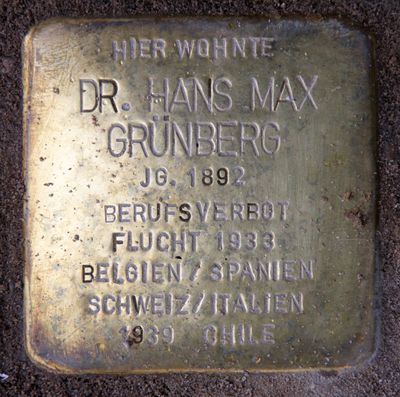 HIER WOHNTE
DR. HANS MAX
GRÜNBERG
JG. 1892
BERUFSVERBOT
FLUCHT 1933
BELGIEN / SPANIEN
SCHWEIZ / ITALIEN
1939 CHILE